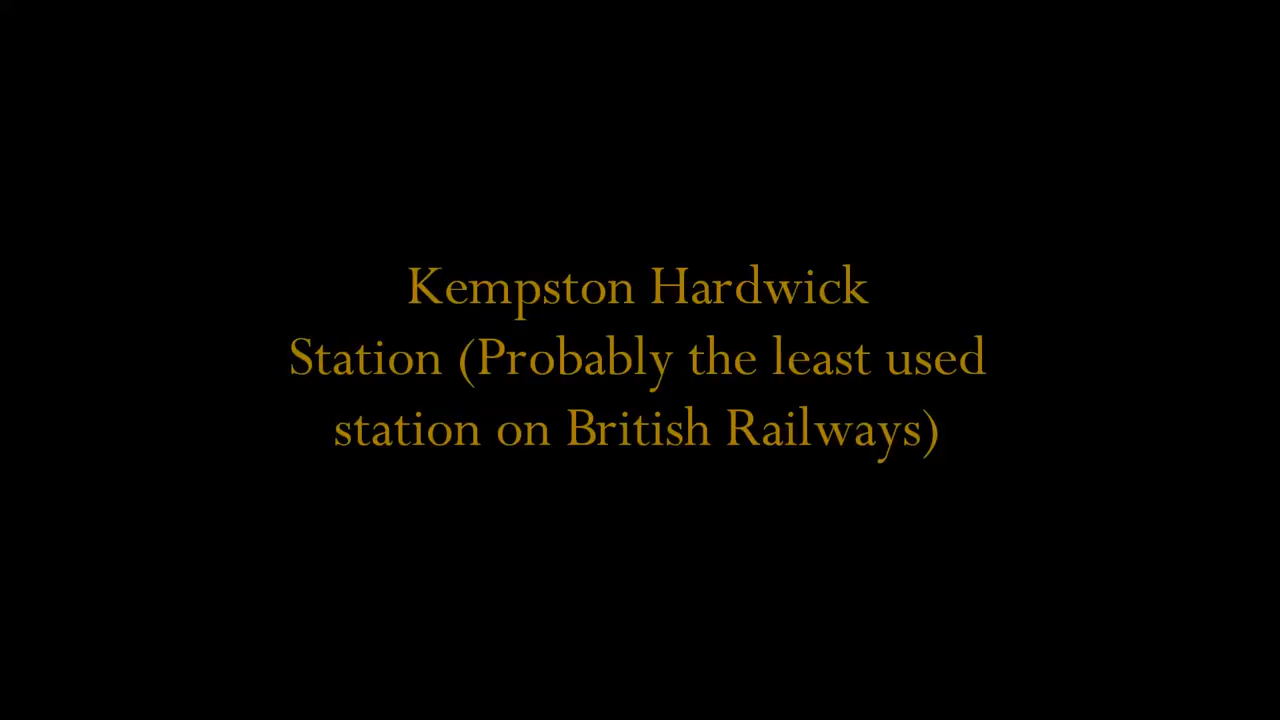 Kempston Hardwick
Station (Probably the least used
station on British Railways)